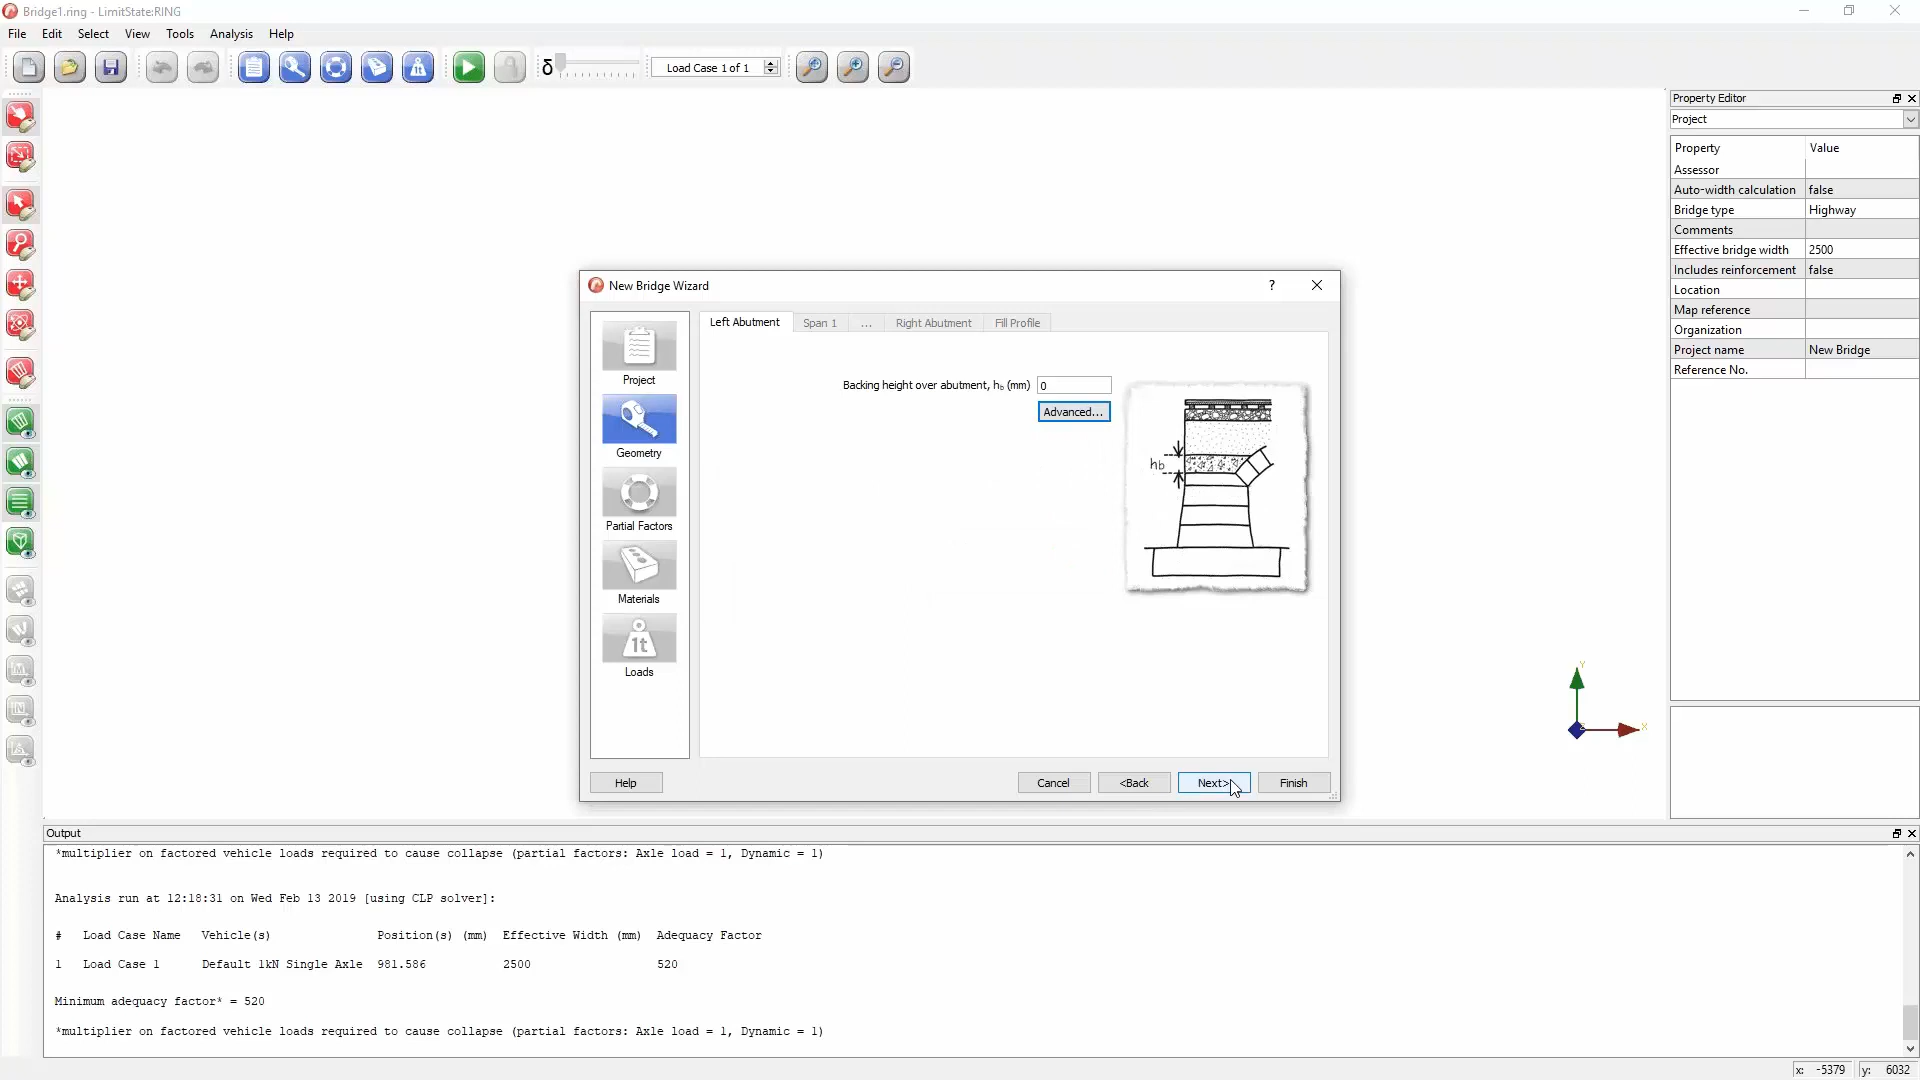 Bridge1.ring - LimitState:RING
File Edit Select View Tools Analysis Help
δ Load Case 1 of 1
Property Editor
Project
Property Value
Assessor
Auto-width calculation false
Bridge type Highway
Comments
Effective bridge width 2500
Includes reinforcement false
Location
Map reference
Organization
Project name New Bridge
Reference No.
New Bridge Wizard ?
Project
Geometry
Partial Factors
Materials
1t
Loads
Left Abutment Span 1 ... Right Abutment Fill Profile
Backing height over abutment, hb (mm) 0
Advanced...
hb
Help Cancel <Back Next> Finish
Y
X
Output
*multiplier on factored vehicle loads required to cause collapse (partial factors: Axle load = 1, Dynamic = 1)
Analysis run at 12:18:31 on Wed Feb 13 2019 [using CLP solver]:
# Load Case Name Vehicle(s) Position(s) (mm) Effective Width (mm) Adequacy Factor
1 Load Case 1 Default 1kN Single Axle 981.586 2500 520
Minimum adequacy factor* = 520
*multiplier on factored vehicle loads required to cause collapse (partial factors: Axle load = 1, Dynamic = 1)
x: -5379 y: 6032